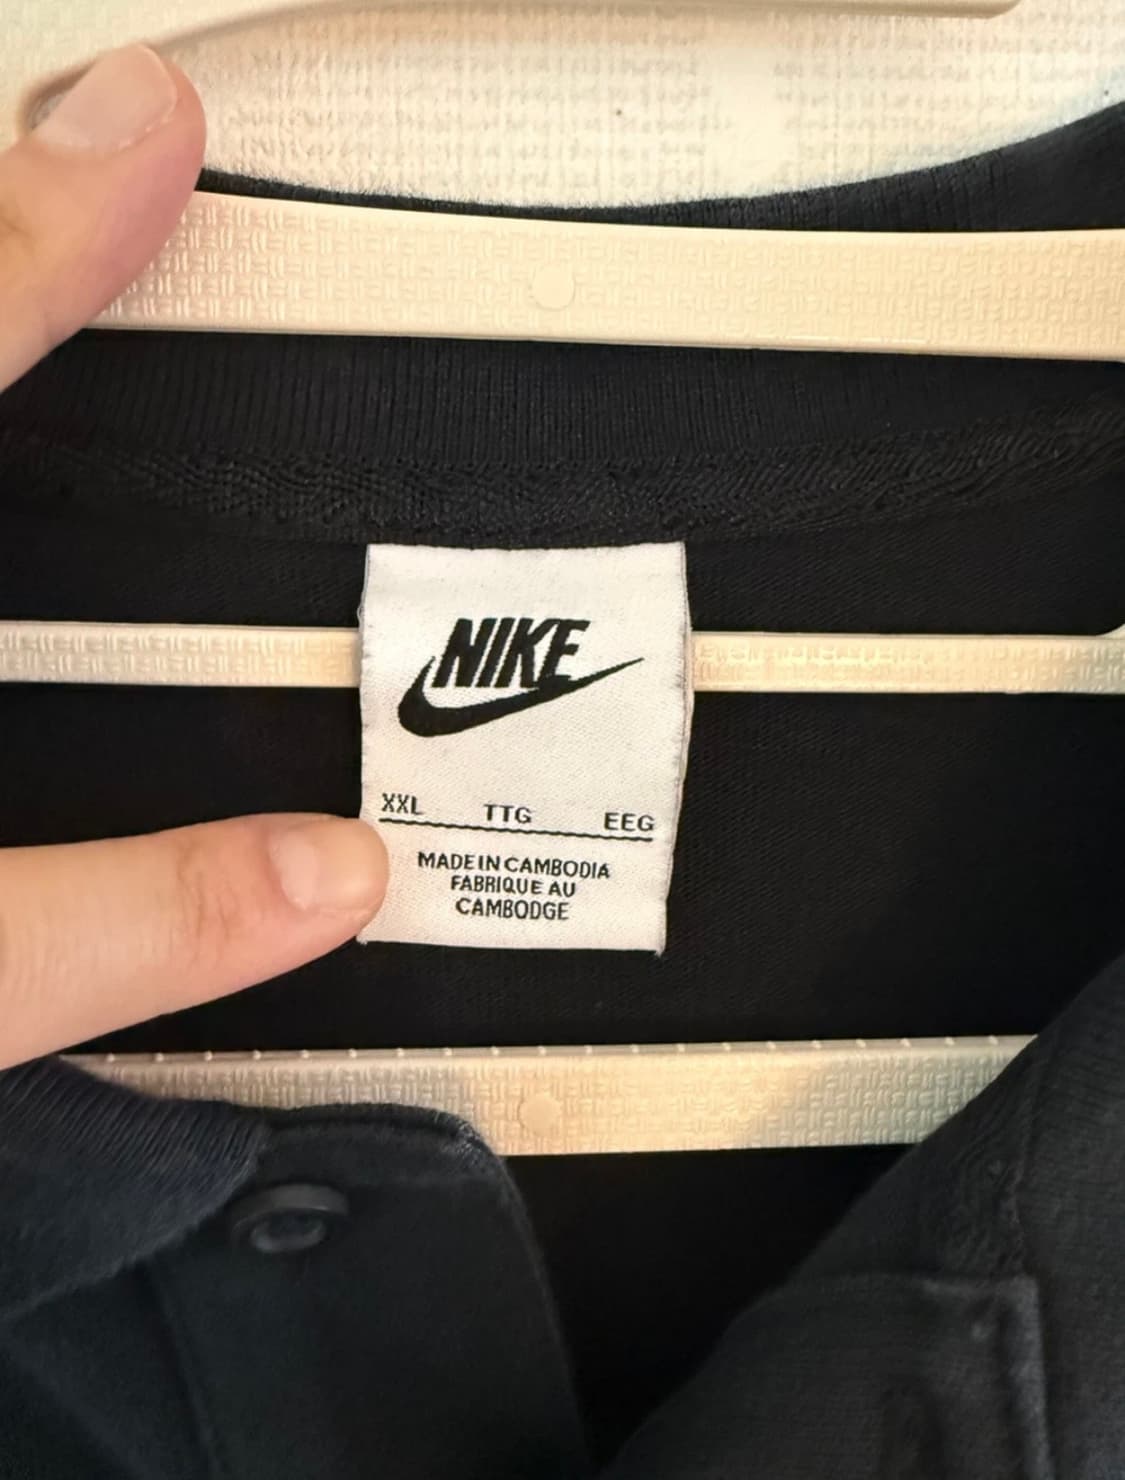 NIKE
XXL TTG EEG
MADE IN CAMBODIA
FABRIQUE AU
CAMBODGE